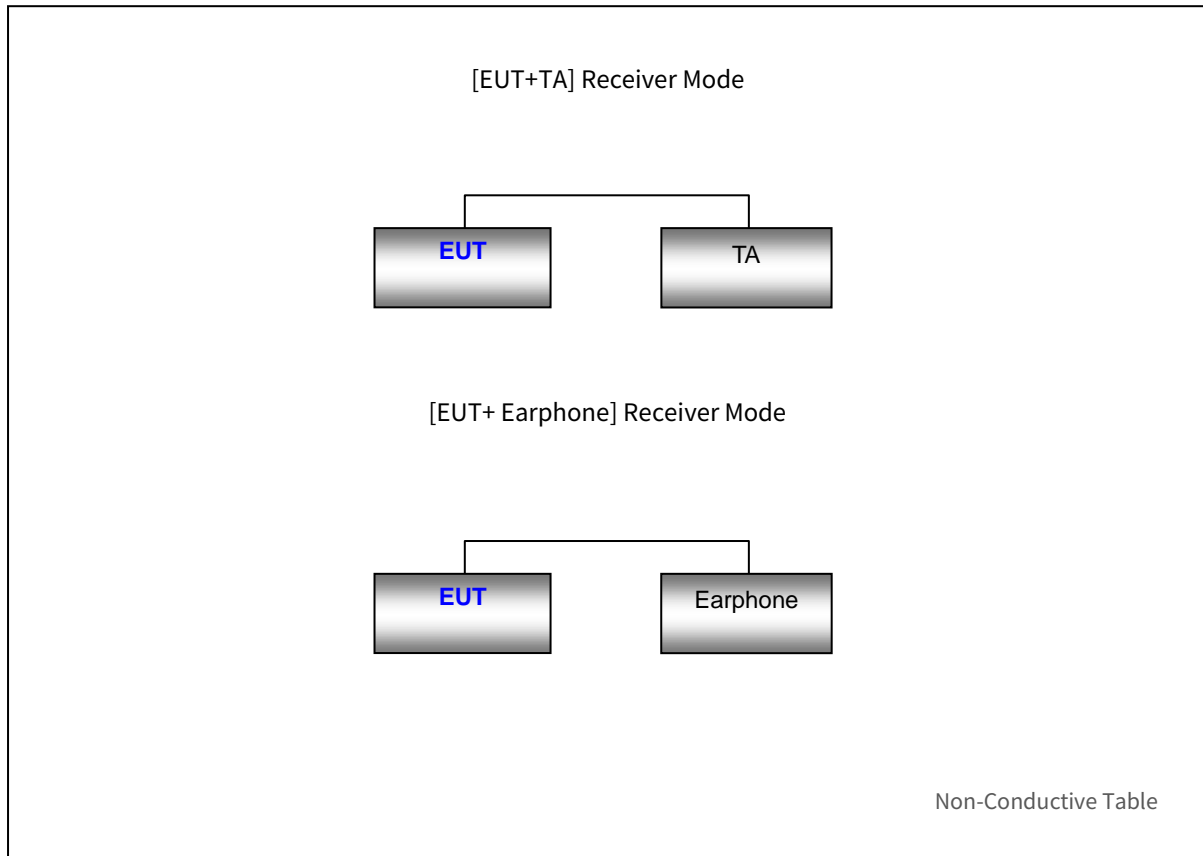 [EUT+TA] Receiver Mode
EUT
TA
[EUT+ Earphone] Receiver Mode
EUT
Earphone
Non-Conductive Table